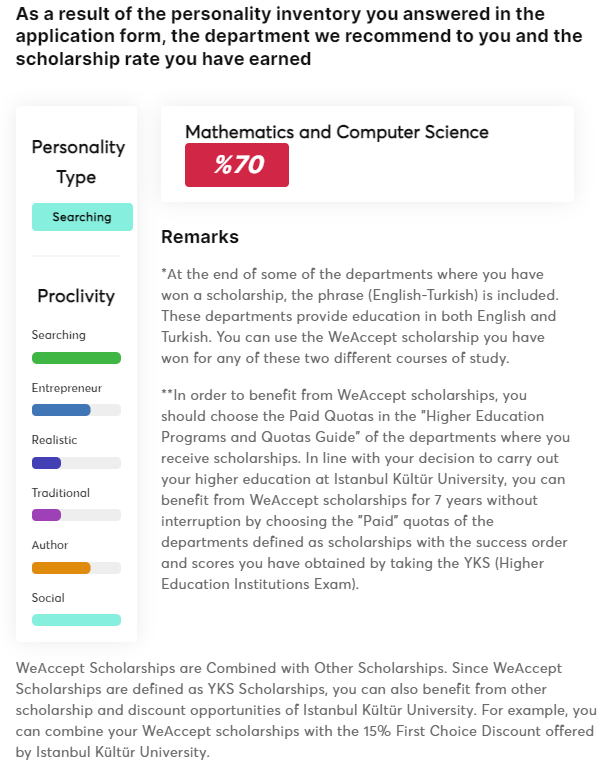 As a result of the personality inventory you answered in the
application form, the department we recommend to you and the
scholarship rate you have earned
Personality
Type
Searching
Proclivity
Searching
Entrepreneur
Realistic
Traditional
Author
Social
Mathematics and Computer Science
%70
Remarks
*At the end of some of the departments where you have
won a scholarship, the phrase (English-Turkish) is included.
These departments provide education in both English and
Turkish. You can use the WeAccept scholarship you have
won for any of these two different courses of study.
**In order to benefit from WeAccept scholarships, you
should choose the Paid Quotas in the "Higher Education
Programs and Quotas Guide" of the departments where you
receive scholarships. In line with your decision to carry out
your higher education at Istanbul Kültür University, you can
benefit from WeAccept scholarships for 7 years without
interruption by choosing the "Paid" quotas of the
departments defined as scholarships with the success order
and scores you have obtained by taking the YKS (Higher
Education Institutions Exam).
WeAccept Scholarships are Combined with Other Scholarships. Since WeAccept
Scholarships are defined as YKS Scholarships, you can also benefit from other
scholarship and discount opportunities of Istanbul Kültür University. For example, you
can combine your WeAccept scholarships with the 15% First Choice Discount offered
by Istanbul Kültür University.